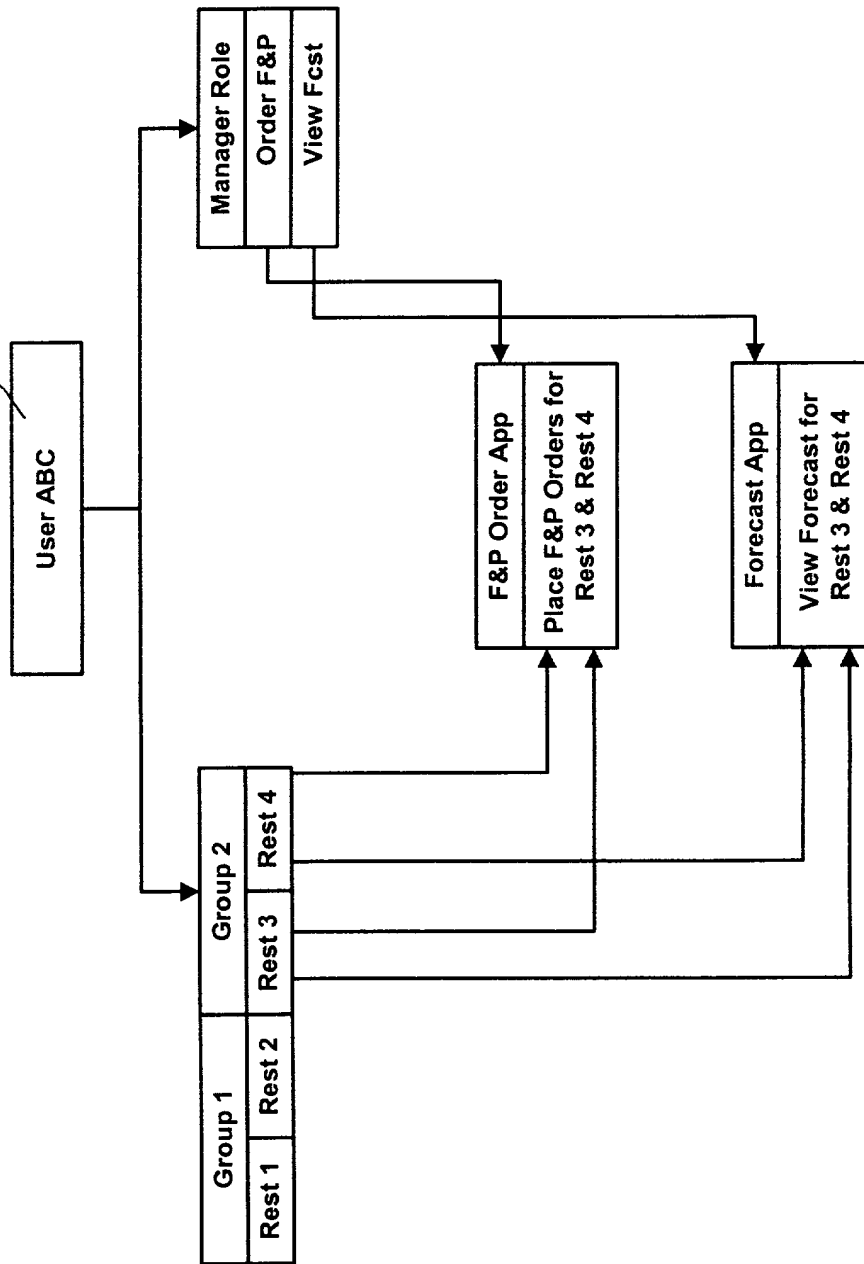 User ABC
Group 1
Group 2
Rest 1
Rest 2
Rest 3
Rest 4
Manager Role
Order F&P
View Fcst
F&P Order App
Place F&P Orders for
Rest 3 & Rest 4
Forecast App
View Forecast for
Rest 3 & Rest 4